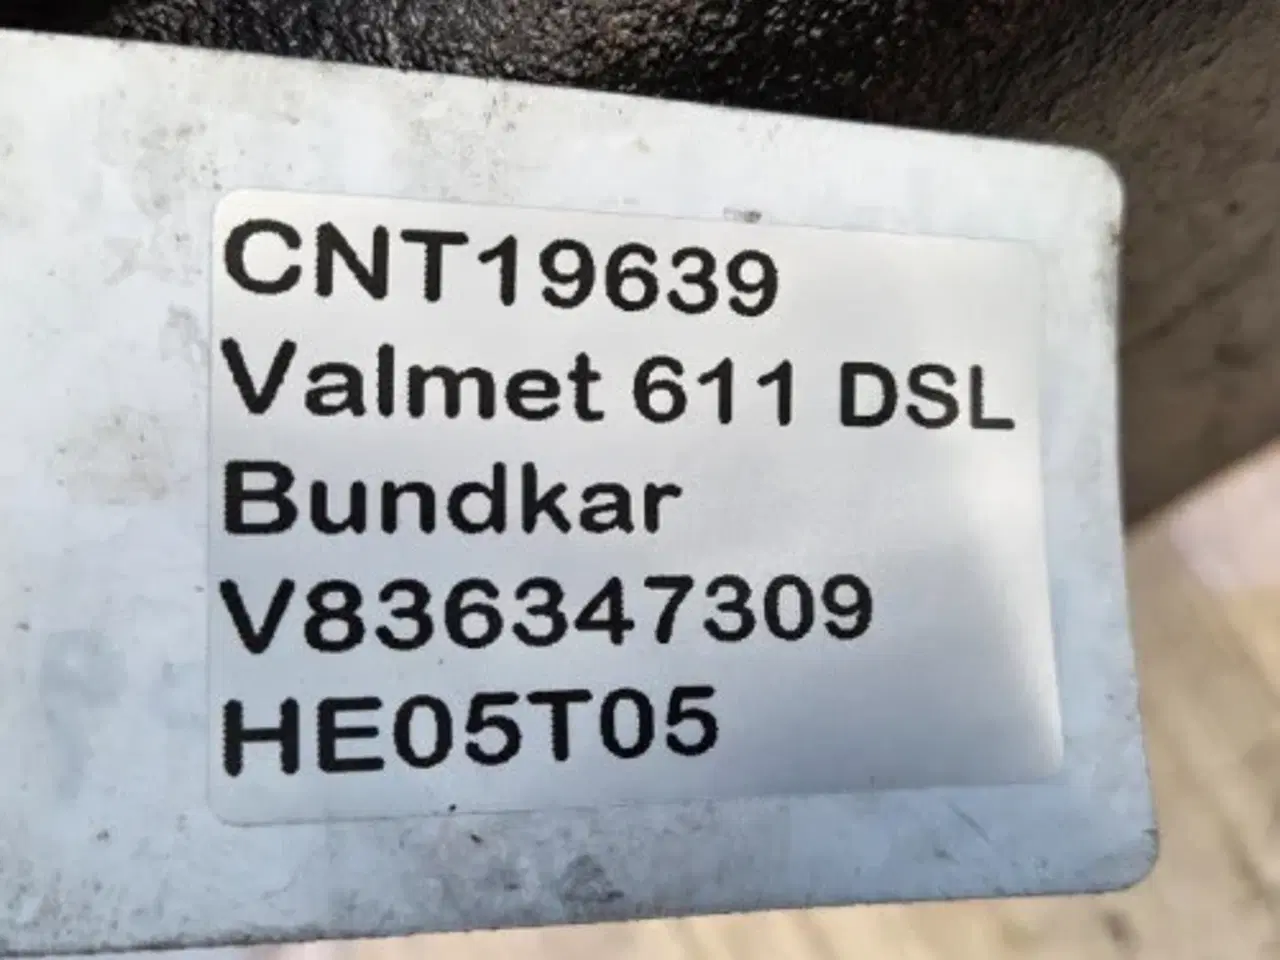 CNT19639
Valmet 611 DSL
Bundkar
V836347309
HE05T05